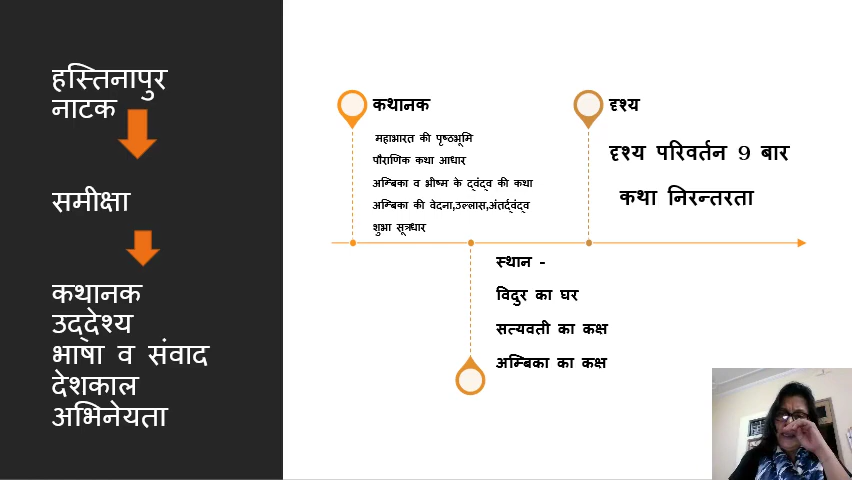 हस्तिनापुर
नाटक
समीक्षा
कथानक
उद्देश्य
भाषा व संवाद
देशकाल
अभिनेयता
कथानक
महाभारत की पृष्ठभूमि
पौराणिक कथा आधार
अम्बिका व भीष्म के द्वंद्व की कथा
अम्बिका की वेदना,उल्लास,अंतर्द्वंद्व
शुभा सूत्रधार
स्थान -
विदुर का घर
सत्यवती का कक्ष
अम्बिका का कक्ष
दृश्य
दृश्य परिवर्तन 9 बार
कथा निरन्तरता